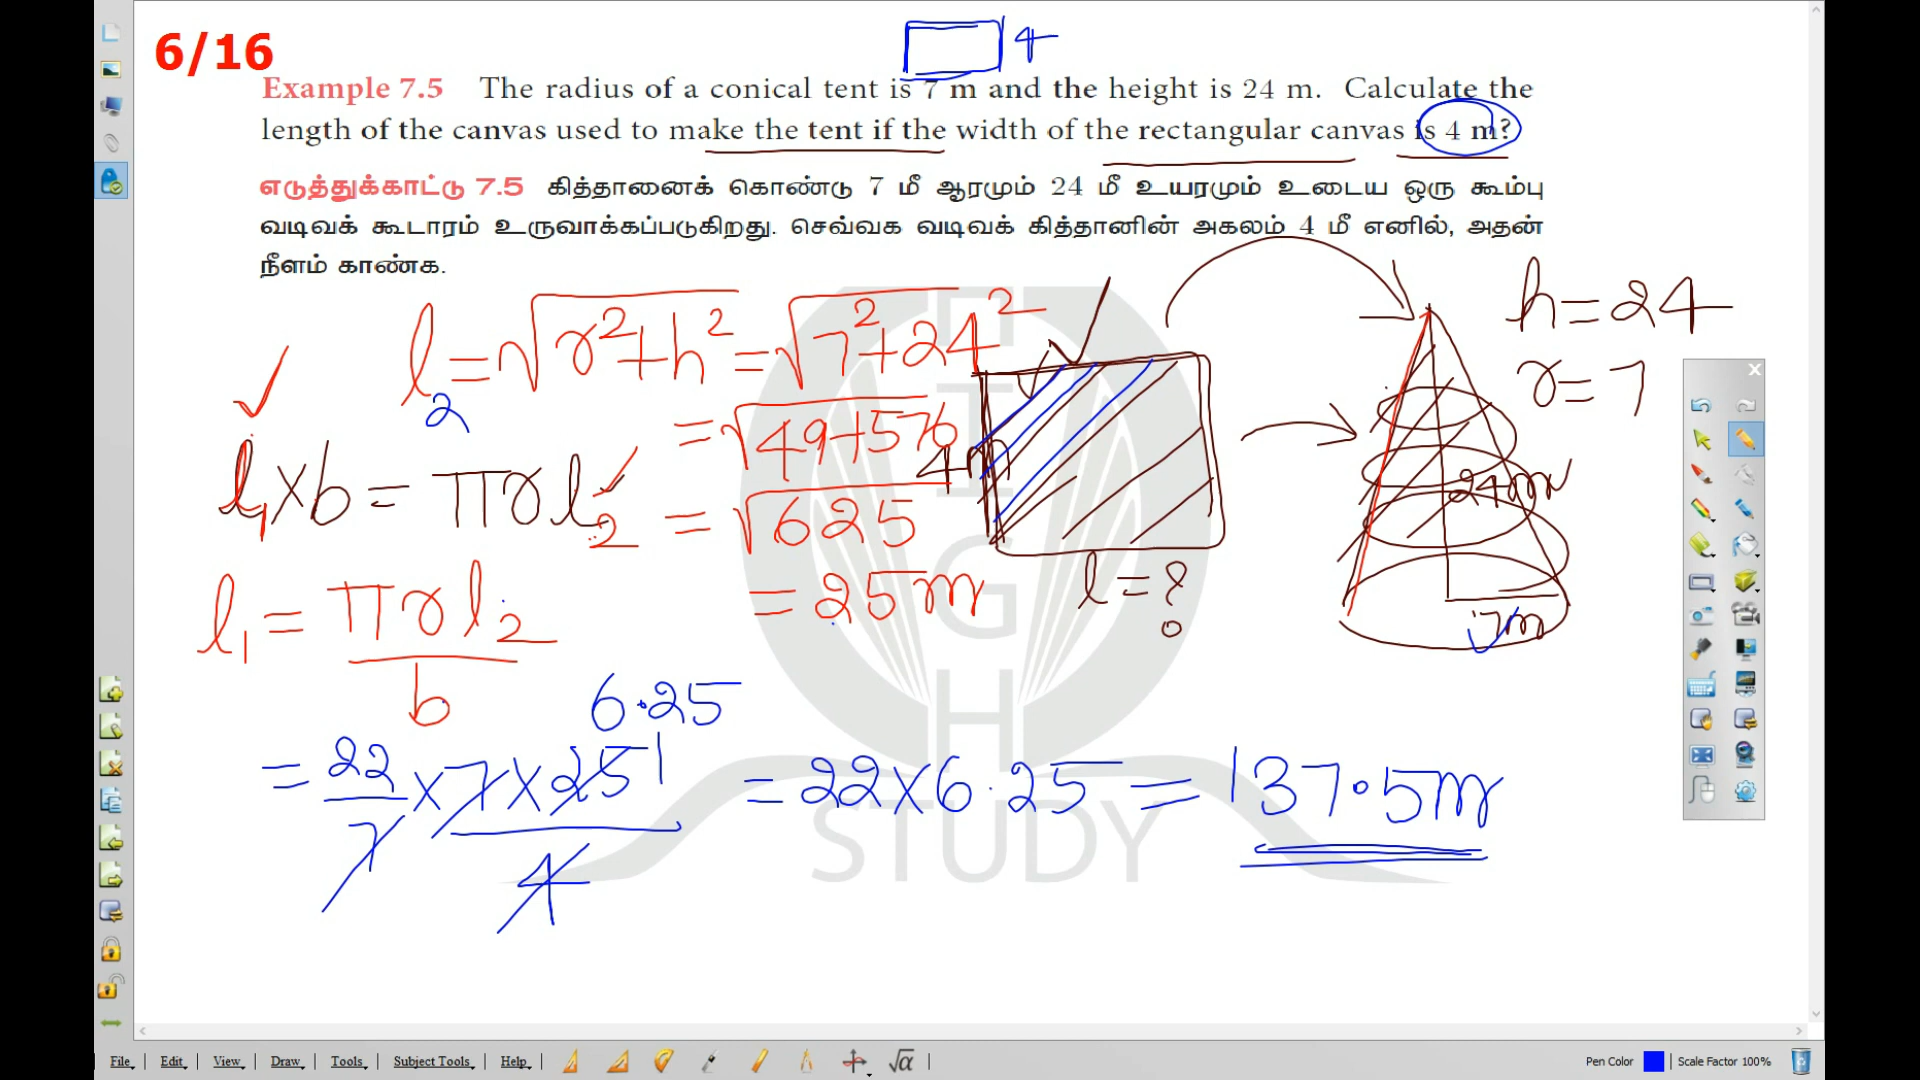 6/16
4
Example 7.5 The radius of a conical tent is 7 m and the height is 24 m. Calculate the
length of the canvas used to make the tent if the width of the rectangular canvas is 4 m?
எடுத்துக்காட்டு 7.5 கித்தானைக் கொண்டு 7 மீ ஆரமும் 24 மீ உயரமும் உடைய ஒரு கூம்பு
வடிவக் கூடாரம் உருவாக்கப்படுகிறது. செவ்வக வடிவக் கித்தானின் அகலம் 4 மீ எனில், அதன்
நீளம் காண்க.
l₂ = √r²+h² = √7²+24²
= √49+576
= √625
= 25m
h = 24
r = 7
4m
l = ?
24m
7m
l₁ × b = πrl₂
l₁ = πrl₂ / b
6.25
= 22/7 × 7 × 25 1 / 4 = 22 × 6.25 = 137.5m
HIGH
STUDY
File Edit View Draw Tools Subject Tools Help √α Pen Color Scale Factor 100%